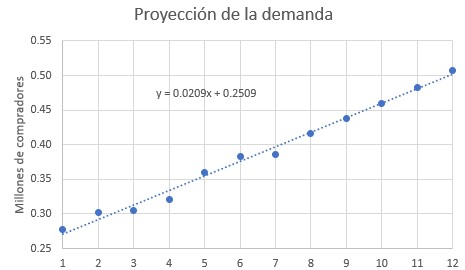 Proyección de la demanda
Millones de compradores
0.55
0.50
0.45
0.40
0.35
0.30
0.25
y = 0.0209x + 0.2509
1 2 3 4 5 6 7 8 9 10 11 12